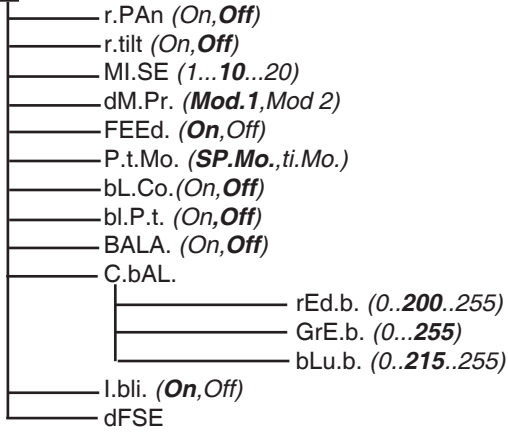 r.PAn (On,Off)
r.tilt (On,Off)
MI.SE (1...10...20)
dM.Pr. (Mod.1,Mod 2)
FEEd. (On,Off)
P.t.Mo. (SP.Mo.,ti.Mo.)
bL.Co.(On,Off)
bl.P.t. (On,Off)
BALA. (On,Off)
C.bAL.
rEd.b. (0..200..255)
GrE.b. (0...255)
bLu.b. (0..215..255)
I.bli. (On,Off)
dFSE